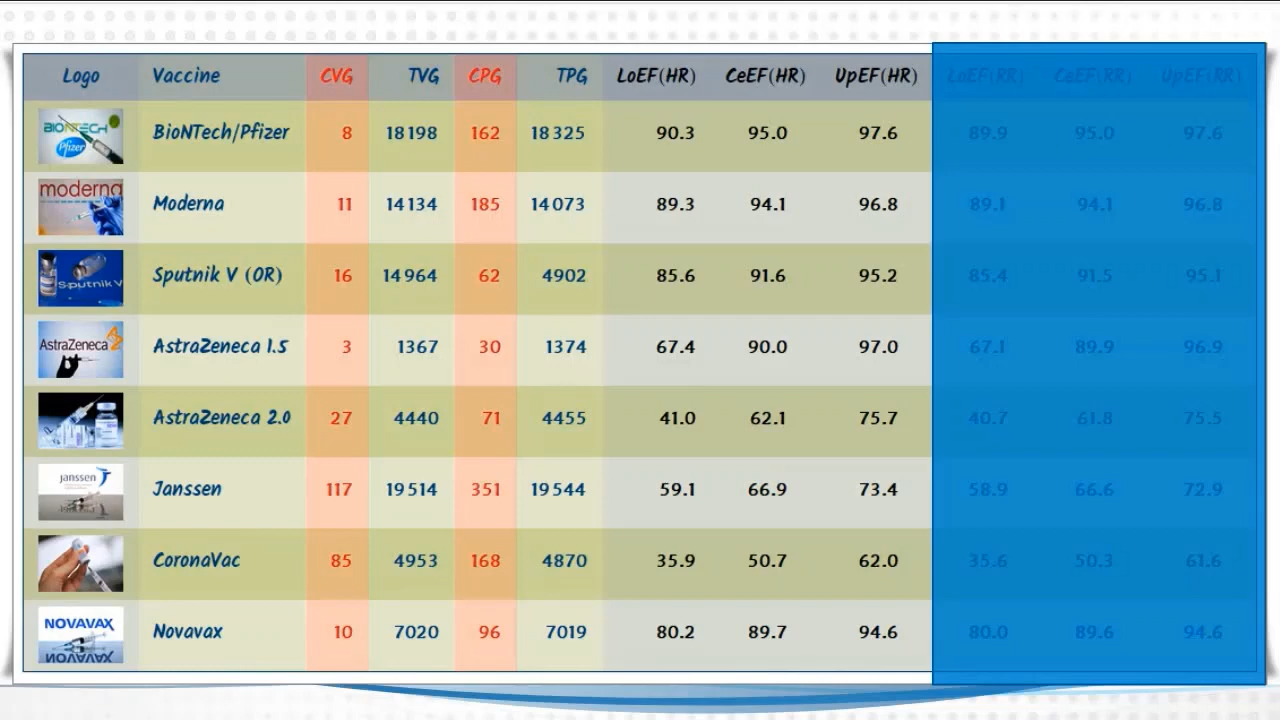 Logo Vaccine CVG TVG CPG TPG LoEF(HR) CeEF(HR) UpEF(HR) LoEF(RR) CeEF(RR) UpEF(RR)
BIONTECH Pfizer BioNTech/Pfizer 8 18198 162 18325 90.3 95.0 97.6 89.9 95.0 97.6
moderna Moderna 11 14134 185 14073 89.3 94.1 96.8 89.1 94.1 96.8
Sputnik V Sputnik V (OR) 16 14964 62 4902 85.6 91.6 95.2 85.4 91.5 95.1
AstraZeneca AstraZeneca 1.5 3 1367 30 1374 67.4 90.0 97.0 67.1 89.9 96.9
AstraZeneca 2.0 27 4440 71 4455 41.0 62.1 75.7 40.7 61.8 75.5
janssen Janssen 117 19514 351 19544 59.1 66.9 73.4 58.9 66.6 72.9
CoronaVac 85 4953 168 4870 35.9 50.7 62.0 35.6 50.3 61.6
NOVAVAX Novavax 10 7020 96 7019 80.2 89.7 94.6 80.0 89.6 94.6